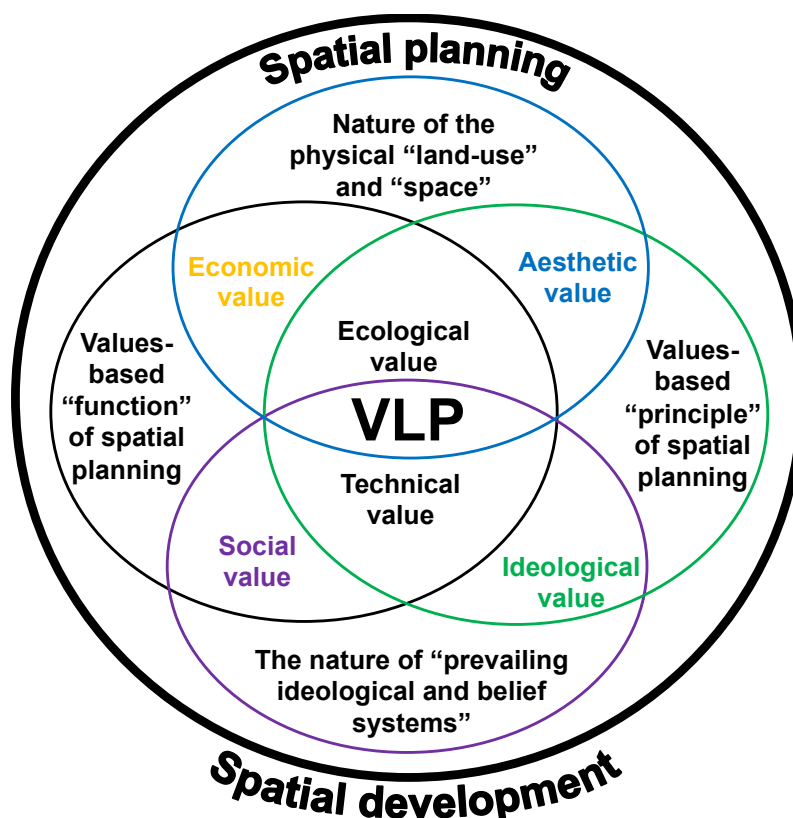 Spatial planning
Nature of the
physical “land-use”
and “space”
Economic
value
Aesthetic
value
Ecological
value
Values-
based
“function”
of spatial
planning
VLP
Values-
based
“principle”
of spatial
planning
Technical
value
Social
value
Ideological
value
The nature of “prevailing
ideological and belief
systems”
Spatial development